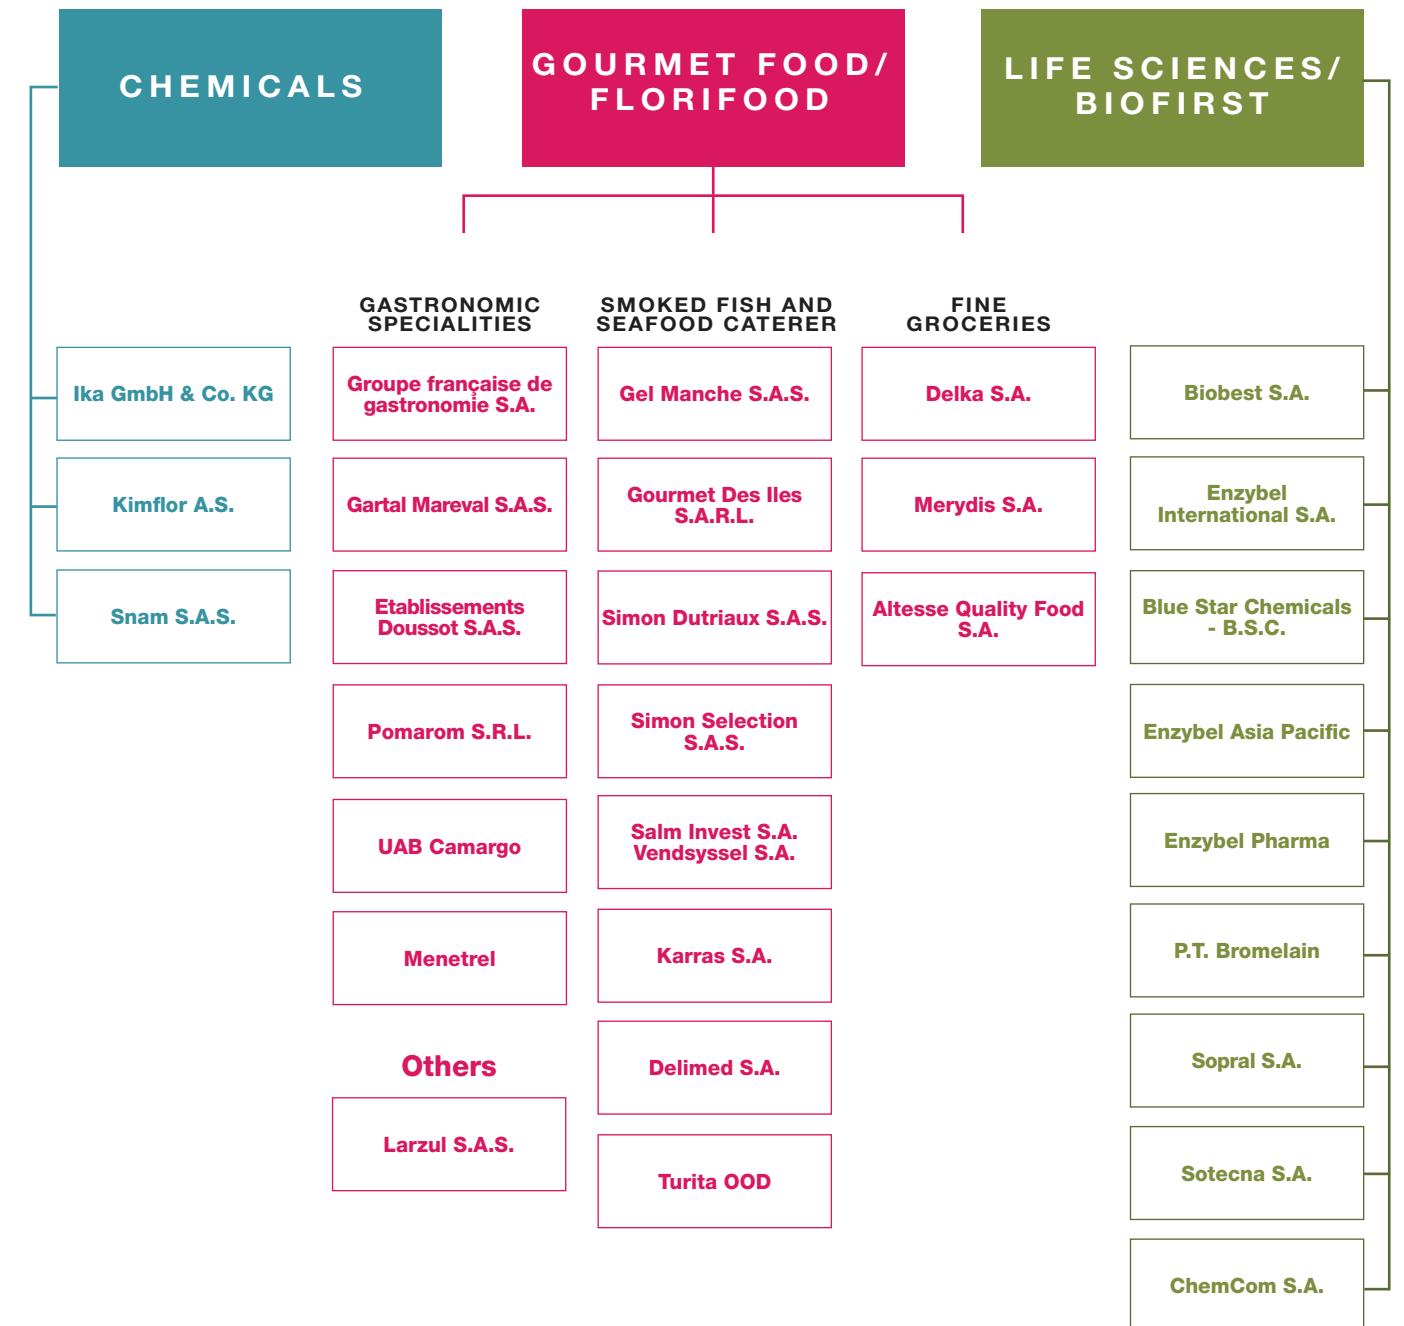 CHEMICALS
GOURMET FOOD/
FLORIFOOD
LIFE SCIENCES/
BIOFIRST
Ika GmbH & Co. KG
Kimflor A.S.
Snam S.A.S.
GASTRONOMIC
SPECIALITIES
Groupe française de
gastronomie S.A.
Gartal Mareval S.A.S.
Etablissements
Doussot S.A.S.
Pomarom S.R.L.
UAB Camargo
Menetrel
Others
Larzul S.A.S.
SMOKED FISH AND
SEAFOOD CATERER
Gel Manche S.A.S.
Gourmet Des Iles
S.A.R.L.
Simon Dutriaux S.A.S.
Simon Selection
S.A.S.
Salm Invest S.A.
Vendsyssel S.A.
Karras S.A.
Delimed S.A.
Turita OOD
FINE
GROCERIES
Delka S.A.
Merydis S.A.
Altesse Quality Food
S.A.
Biobest S.A.
Enzybel
International S.A.
Blue Star Chemicals
- B.S.C.
Enzybel Asia Pacific
Enzybel Pharma
P.T. Bromelain
Sopral S.A.
Sotecna S.A.
ChemCom S.A.